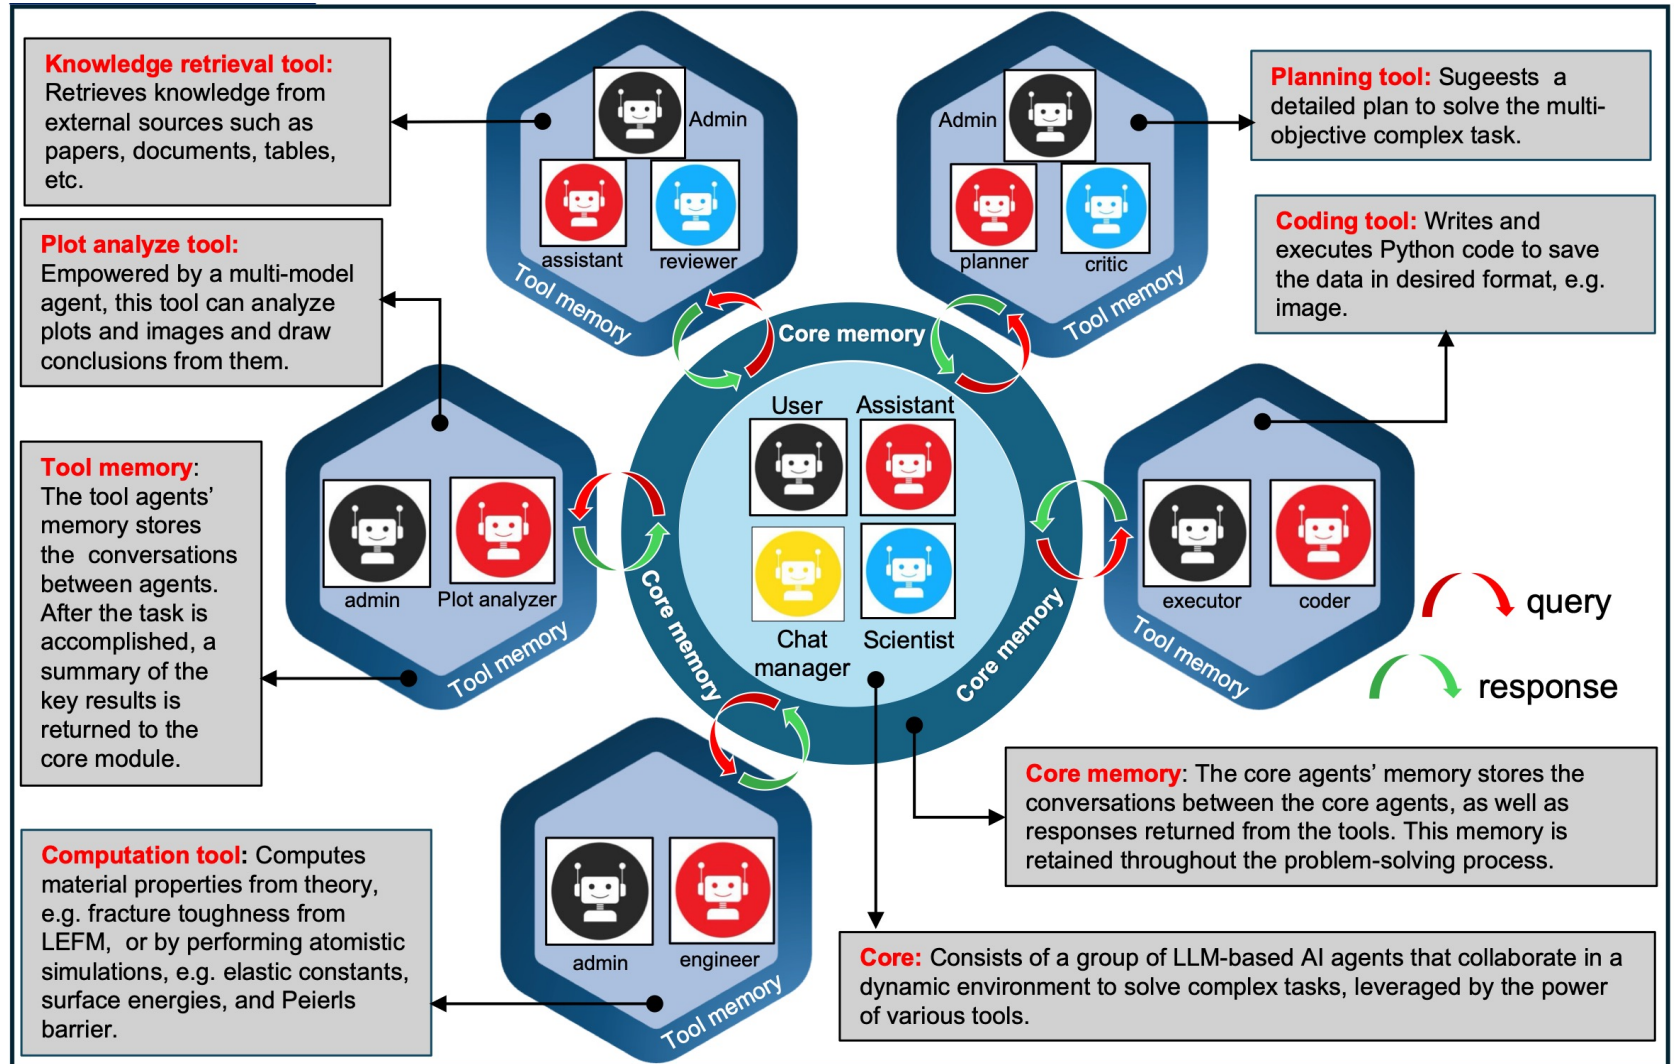 Knowledge retrieval tool:
Retrieves knowledge from
external sources such as
papers, documents, tables,
etc.
Admin
assistant
reviewer
Tool memory
Admin
planner
critic
Tool memory
Planning tool: Sugeests a
detailed plan to solve the multi-
objective complex task.
Plot analyze tool:
Empowered by a multi-model
agent, this tool can analyze
plots and images and draw
conclusions from them.
Coding tool: Writes and
executes Python code to save
the data in desired format, e.g.
image.
Core memory
User
Assistant
Chat
manager
Scientist
Core memory
Core memory
Tool memory:
The tool agents’
memory stores
the conversations
between agents.
After the task is
accomplished, a
summary of the
key results is
returned to the
core module.
admin
Plot analyzer
Tool memory
executor
coder
Tool memory
query
response
Core memory: The core agents’ memory stores the
conversations between the core agents, as well as
responses returned from the tools. This memory is
retained throughout the problem-solving process.
Computation tool: Computes
material properties from theory,
e.g. fracture toughness from
LEFM, or by performing atomistic
simulations, e.g. elastic constants,
surface energies, and Peierls
barrier.
admin
engineer
Tool memory
Core: Consists of a group of LLM-based AI agents that collaborate in a
dynamic environment to solve complex tasks, leveraged by the power
of various tools.